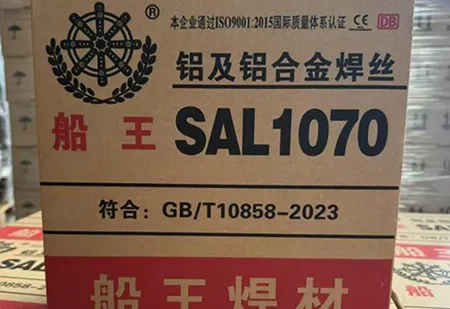 ®
本企业通过ISO9001:2015国际质量体系认证 CE DB
铝及铝合金焊丝
船王 SAL1070
符合：GB/T10858-2023
船王焊材
10858-20